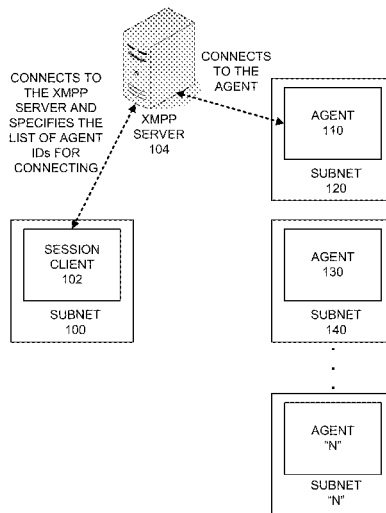 CONNECTS TO
THE XMPP
SERVER AND
SPECIFIES THE
LIST OF AGENT
IDs FOR
CONNECTING
XMPP
SERVER
104
CONNECTS
TO THE
AGENT
AGENT
110
SUBNET
120
SESSION
CLIENT
102
SUBNET
100
AGENT
130
SUBNET
140
AGENT
"N"
SUBNET
"N"